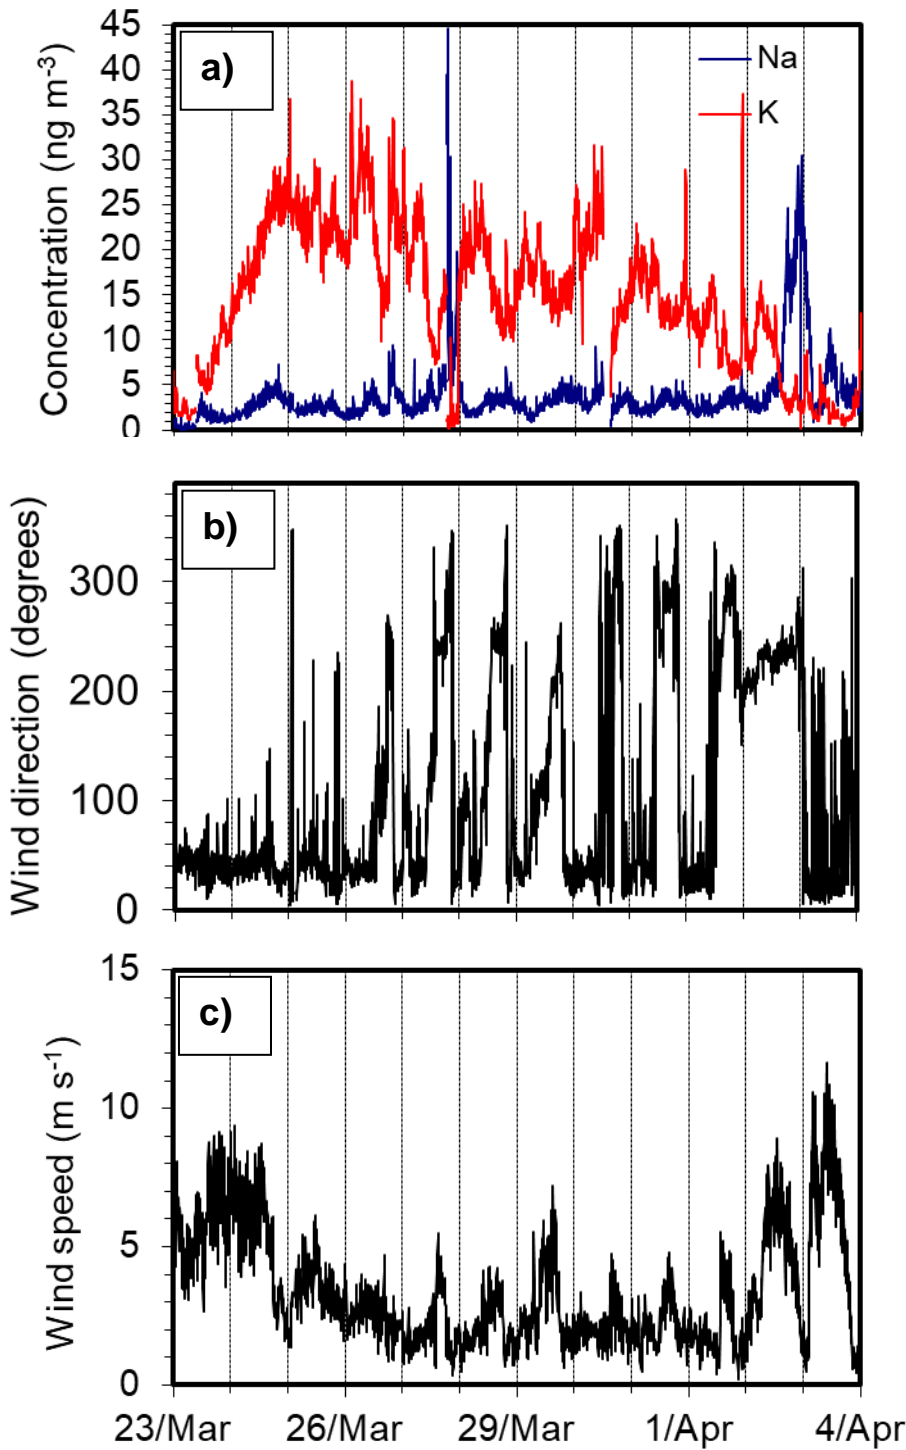 a)
Na
K
45
40
35
30
25
20
15
10
5
0
Concentration (ng m-3)
b)
300
200
100
0
Wind direction (degrees)
c)
15
10
5
0
Wind speed (m s-1)
23/Mar 26/Mar 29/Mar 1/Apr 4/Apr